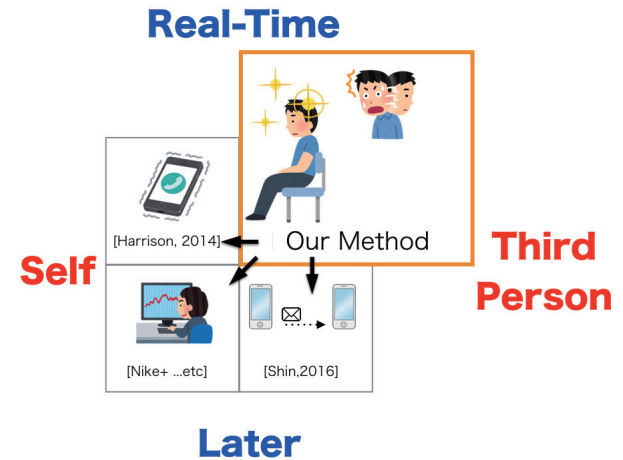 Real-Time
[Harrison, 2014]
Our Method
Self
Third
Person
[Nike+ ...etc]
[Shin,2016]
Later